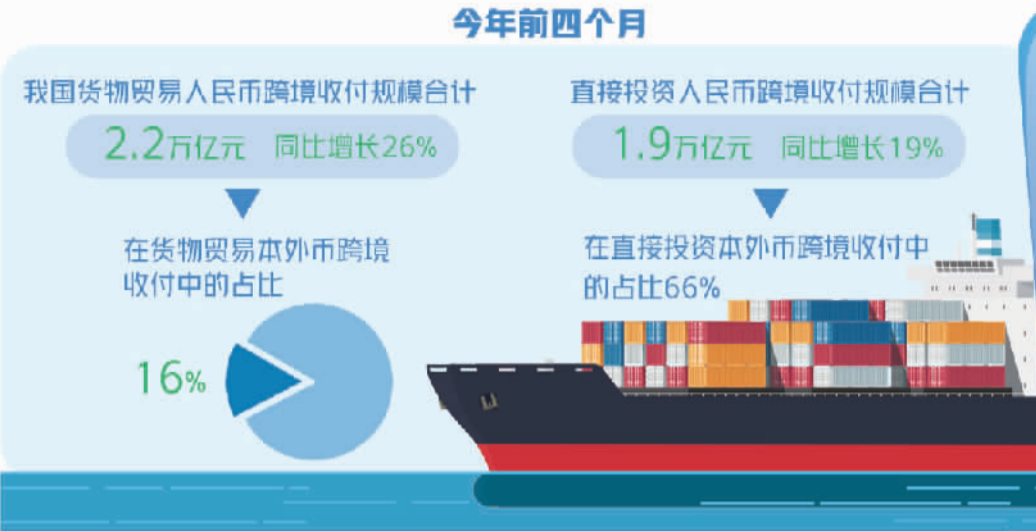 今年前四个月
我国货物贸易人民币跨境收付规模合计
2.2万亿元 同比增长26%
在货物贸易本外币跨境
收付中的占比
16%
直接投资人民币跨境收付规模合计
1.9万亿元 同比增长19%
在直接投资本外币跨境收付中
的占比66%